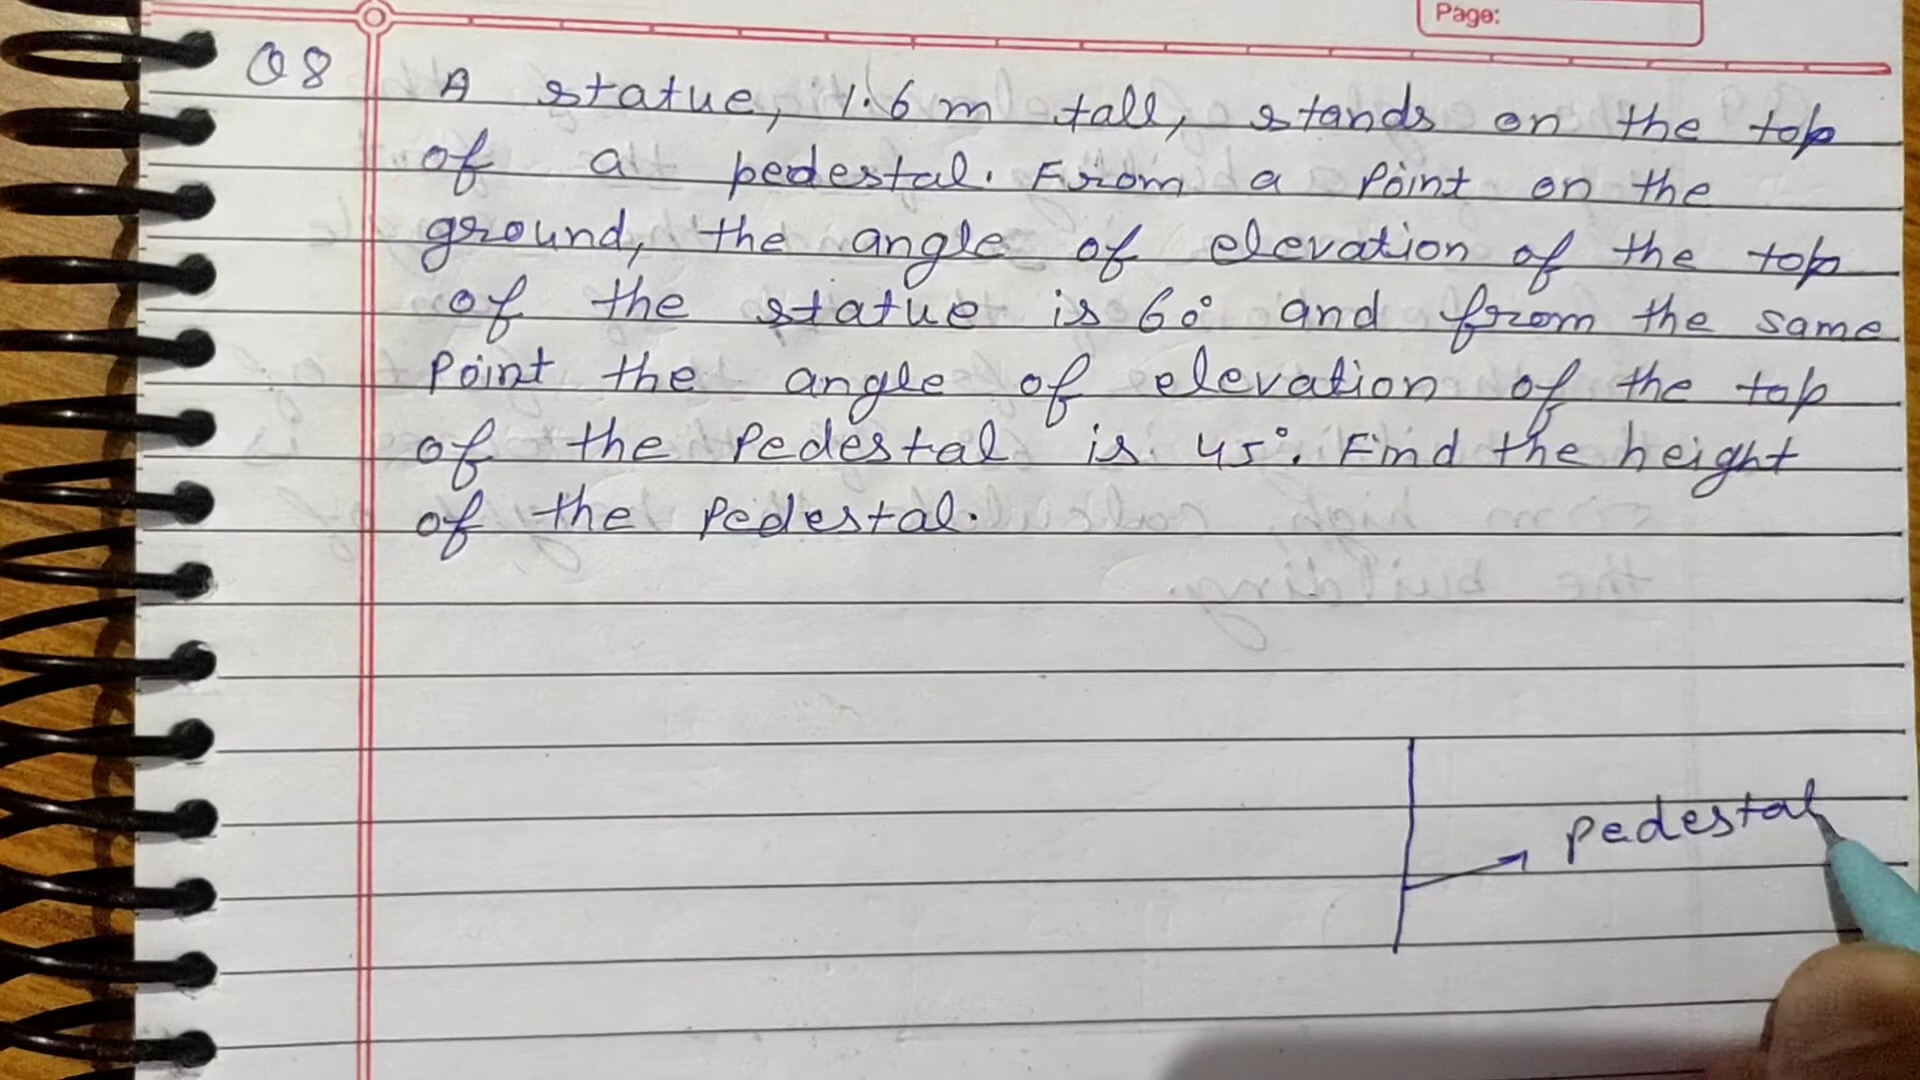 Page:
Q8 A statue, 1.6 m tall, stands on the top
of a pedestal. From a Point on the
ground, the angle of elevation of the top
of the statue is 60° and from the same
Point the angle of elevation of the top
of the Pedestal is 45°. Find the height
of the Pedestal.
Pedestal